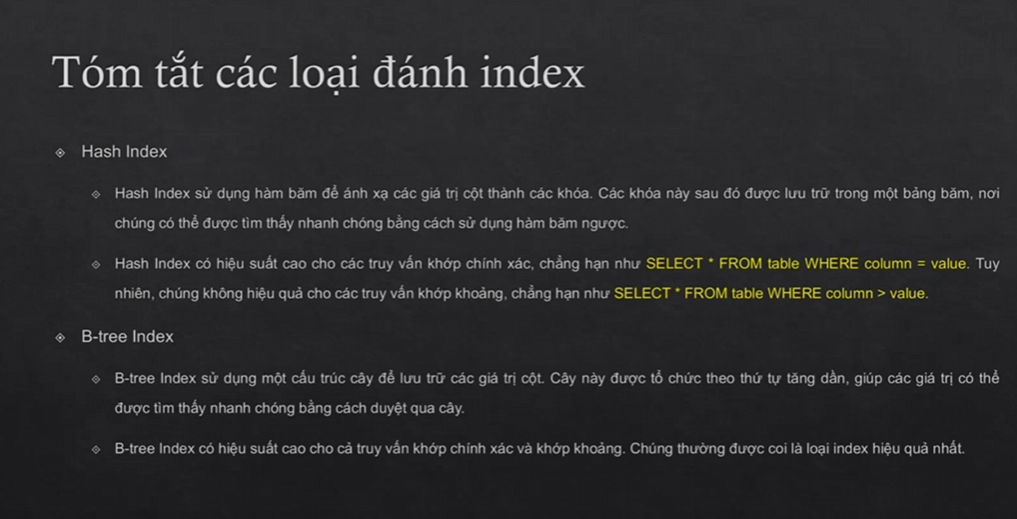 Tóm tắt các loại đánh index
Hash Index
Hash Index sử dụng hàm băm để ánh xạ các giá trị cột thành các khóa. Các khóa này sau đó được lưu trữ trong một bảng băm, nơi
chúng có thể được tìm thấy nhanh chóng bằng cách sử dụng hàm băm ngược.
Hash Index có hiệu suất cao cho các truy vấn khớp chính xác, chẳng hạn như SELECT * FROM table WHERE column = value. Tuy
nhiên, chúng không hiệu quả cho các truy vấn khớp khoảng, chẳng hạn như SELECT * FROM table WHERE column > value.
B-tree Index
B-tree Index sử dụng một cấu trúc cây để lưu trữ các giá trị cột. Cây này được tổ chức theo thứ tự tăng dần, giúp các giá trị có thể
được tìm thấy nhanh chóng bằng cách duyệt qua cây.
B-tree Index có hiệu suất cao cho cả truy vấn khớp chính xác và khớp khoảng. Chúng thường được coi là loại index hiệu quả nhất.